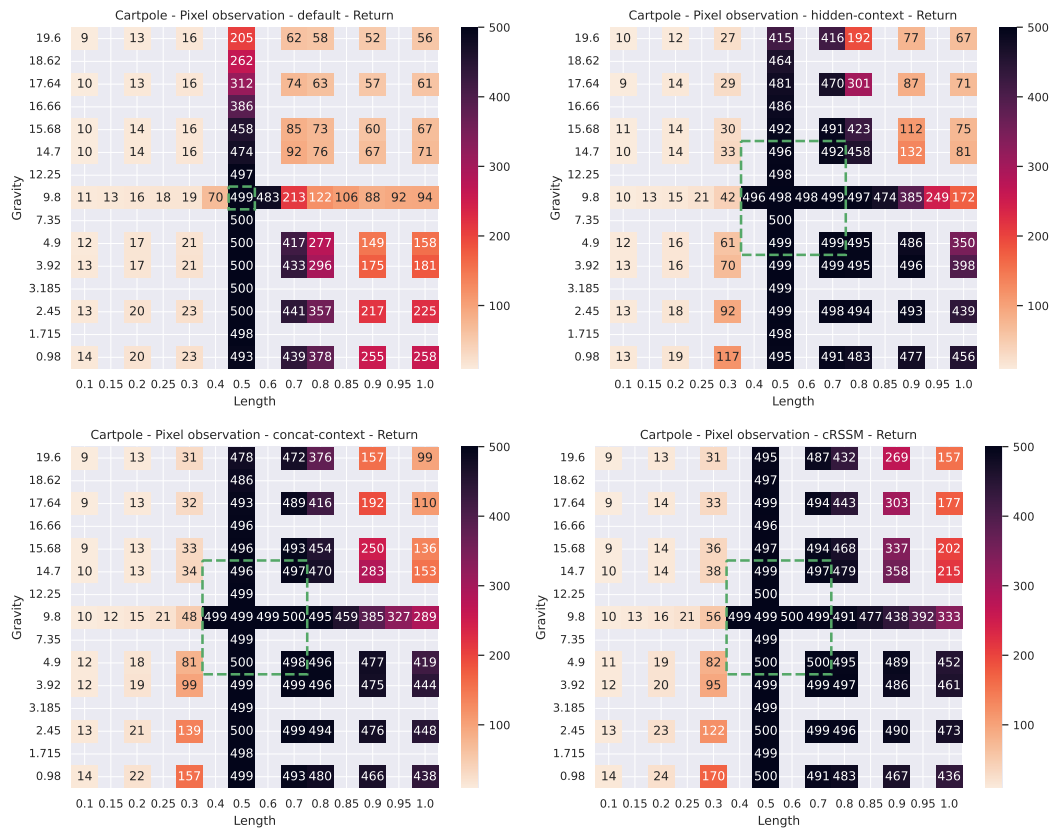 Cartpole - Pixel observation - default - Return
19.6 9 13 16 205 62 58 52 56
18.62 262
17.64 10 13 16 312 74 63 57 61
16.66 386
15.68 10 14 16 458 85 73 60 67
14.7 10 14 16 474 92 76 67 71
12.25 497
9.8 11 13 16 18 19 70 499 483 213 122 106 88 92 94
7.35 500
4.9 12 17 21 500 417 277 149 158
3.92 13 17 21 500 433 296 175 181
3.185 500
2.45 13 20 23 500 441 357 217 225
1.715 498
0.98 14 20 23 493 439 378 255 258
0.1 0.15 0.2 0.25 0.3 0.4 0.5 0.6 0.7 0.8 0.85 0.9 0.95 1.0
Length
Gravity
500
400
300
200
100
Cartpole - Pixel observation - hidden-context - Return
19.6 10 12 27 415 416 192 77 67
18.62 464
17.64 9 14 29 481 470 301 87 71
16.66 486
15.68 11 14 30 492 491 423 112 75
14.7 10 14 33 496 492 458 132 81
12.25 498
9.8 10 13 15 21 42 496 498 498 499 497 474 385 249 172
7.35 500
4.9 12 16 61 499 499 495 486 350
3.92 13 16 70 499 499 495 496 398
3.185 499
2.45 13 18 92 499 498 494 493 439
1.715 498
0.98 13 19 117 495 491 483 477 456
0.1 0.15 0.2 0.25 0.3 0.4 0.5 0.6 0.7 0.8 0.85 0.9 0.95 1.0
Length
Gravity
500
400
300
200
100
Cartpole - Pixel observation - concat-context - Return
19.6 9 13 31 478 472 376 157 99
18.62 486
17.64 9 13 32 493 489 416 192 110
16.66 496
15.68 9 13 33 496 493 454 250 136
14.7 10 13 34 496 497 470 283 153
12.25 499
9.8 10 12 15 21 48 499 499 499 500 495 459 385 327 289
7.35 499
4.9 12 18 81 500 498 496 477 419
3.92 12 19 99 499 499 496 475 444
3.185 499
2.45 13 21 139 500 499 494 476 448
1.715 498
0.98 14 22 157 499 493 480 466 438
0.1 0.15 0.2 0.25 0.3 0.4 0.5 0.6 0.7 0.8 0.85 0.9 0.95 1.0
Length
Gravity
500
400
300
200
100
Cartpole - Pixel observation - cRSSM - Return
19.6 9 13 31 495 487 432 269 157
18.62 497
17.64 9 14 33 499 494 443 303 177
16.66 496
15.68 9 14 36 497 494 468 337 202
14.7 10 14 38 499 497 479 358 215
12.25 500
9.8 10 13 16 21 56 499 499 500 499 491 477 438 392 333
7.35 499
4.9 11 19 82 500 500 495 489 452
3.92 12 20 95 499 499 497 486 461
3.185 499
2.45 13 23 122 500 499 496 490 473
1.715 499
0.98 14 24 170 500 491 483 467 436
0.1 0.15 0.2 0.25 0.3 0.4 0.5 0.6 0.7 0.8 0.85 0.9 0.95 1.0
Length
Gravity
500
400
300
200
100